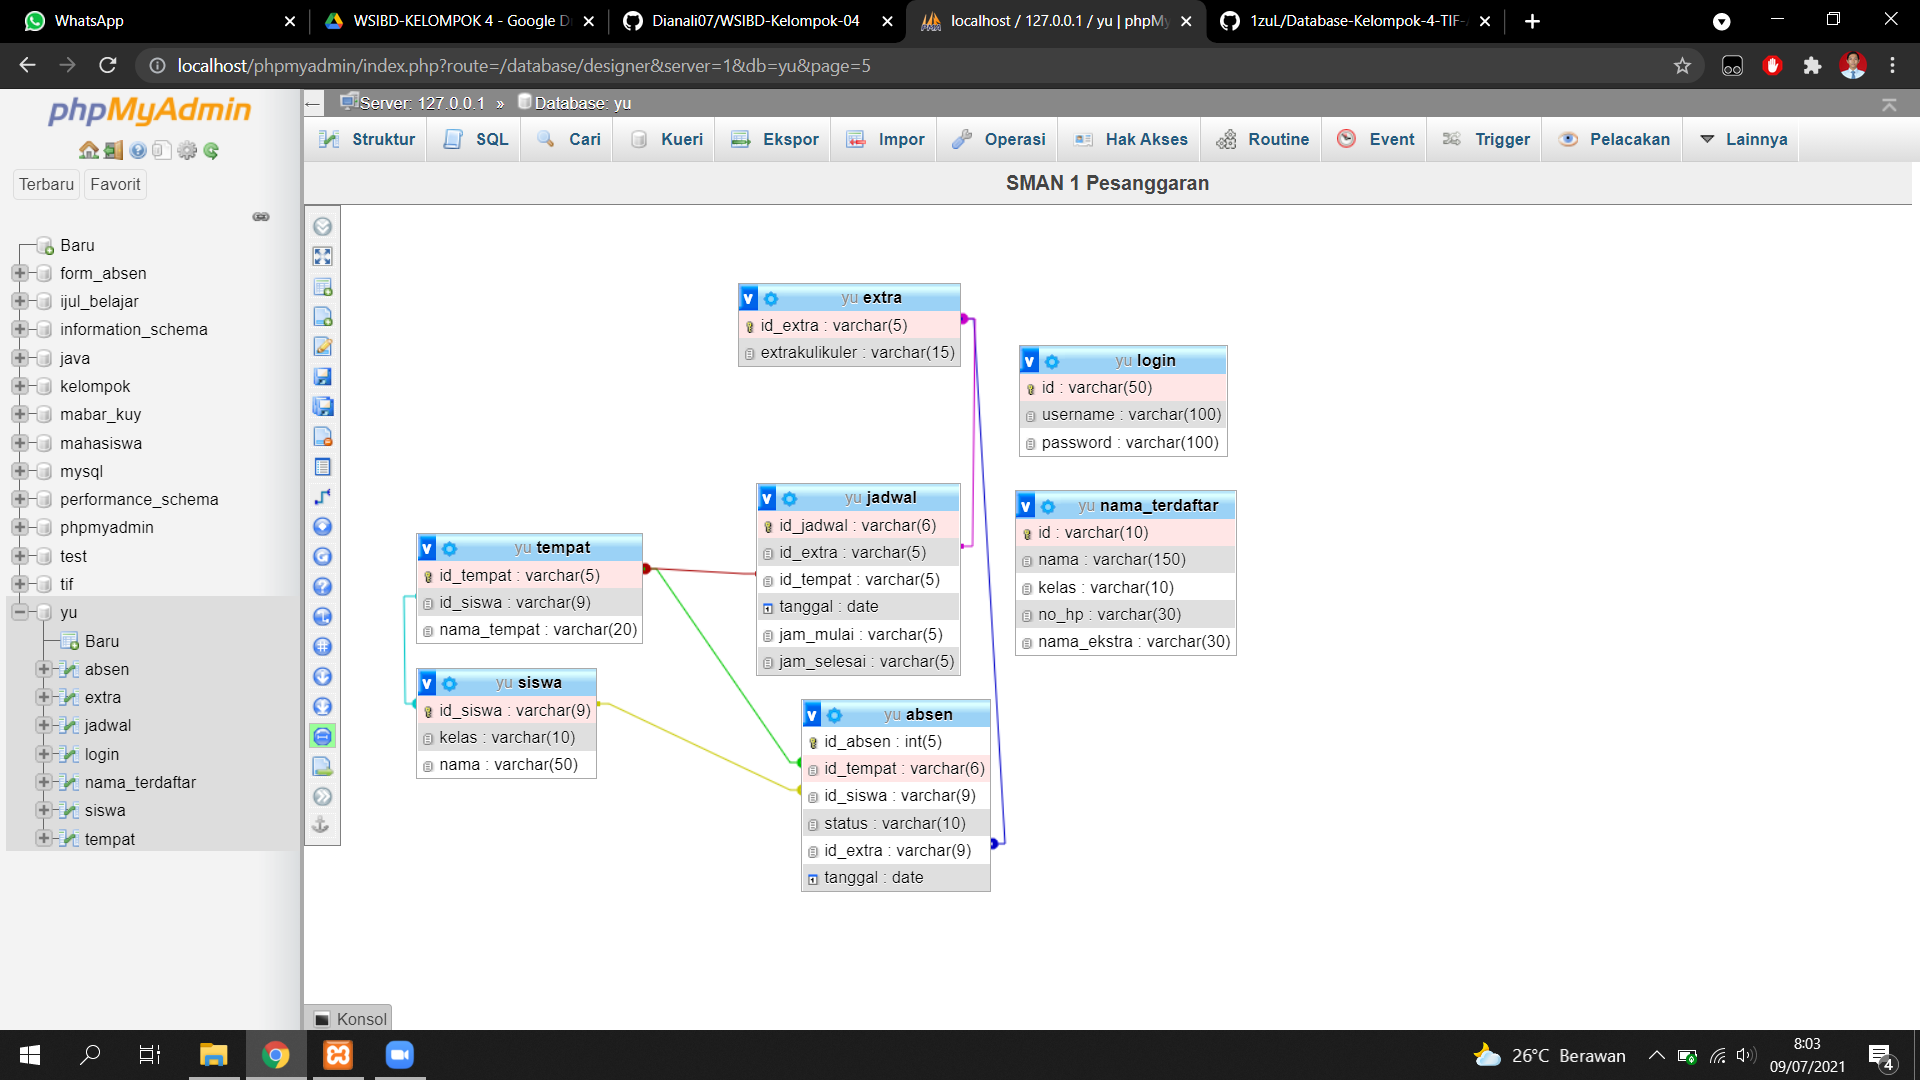 WhatsApp
WSIBD-KELOMPOK 4 - Google D
Dianali07/WSIBD-Kelompok-04
localhost / 127.0.0.1 / yu | phpMy
1zuL/Database-Kelompok-4-TIF-
localhost/phpmyadmin/index.php?route=/database/designer&server=1&db=yu&page=5
phpMyAdmin
Terbaru
Favorit
Baru
form_absen
ijul_belajar
information_schema
java
kelompok
mabar_kuy
mahasiswa
mysql
performance_schema
phpmyadmin
test
tif
yu
Baru
absen
extra
jadwal
login
nama_terdaftar
siswa
tempat
Server: 127.0.0.1 » Database: yu
Struktur
SQL
Cari
Kueri
Ekspor
Impor
Operasi
Hak Akses
Routine
Event
Trigger
Pelacakan
Lainnya
SMAN 1 Pesanggaran
v yu extra
id_extra : varchar(5)
extrakulikuler : varchar(15)
v yu login
id : varchar(50)
username : varchar(100)
password : varchar(100)
v yu jadwal
id_jadwal : varchar(6)
id_extra : varchar(5)
id_tempat : varchar(5)
tanggal : date
jam_mulai : varchar(5)
jam_selesai : varchar(5)
v yu nama_terdaftar
id : varchar(10)
nama : varchar(150)
kelas : varchar(10)
no_hp : varchar(30)
nama_ekstra : varchar(30)
v yu tempat
id_tempat : varchar(5)
id_siswa : varchar(9)
nama_tempat : varchar(20)
v yu siswa
id_siswa : varchar(9)
kelas : varchar(10)
nama : varchar(50)
v yu absen
id_absen : int(5)
id_tempat : varchar(6)
id_siswa : varchar(9)
status : varchar(10)
id_extra : varchar(9)
tanggal : date
Konsol
26°C Berawan
8:03
09/07/2021
4